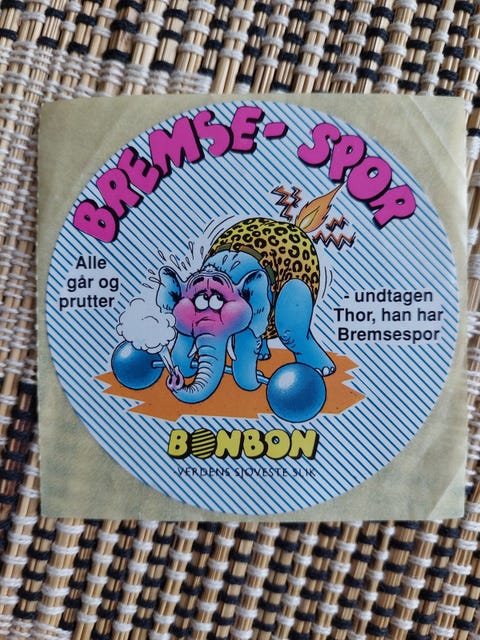 BREMSE-SPOR
Alle
går og
prutter
- undtagen
Thor, han har
Bremsespor
BONBON
VERDENS SJOVESTE SLIK